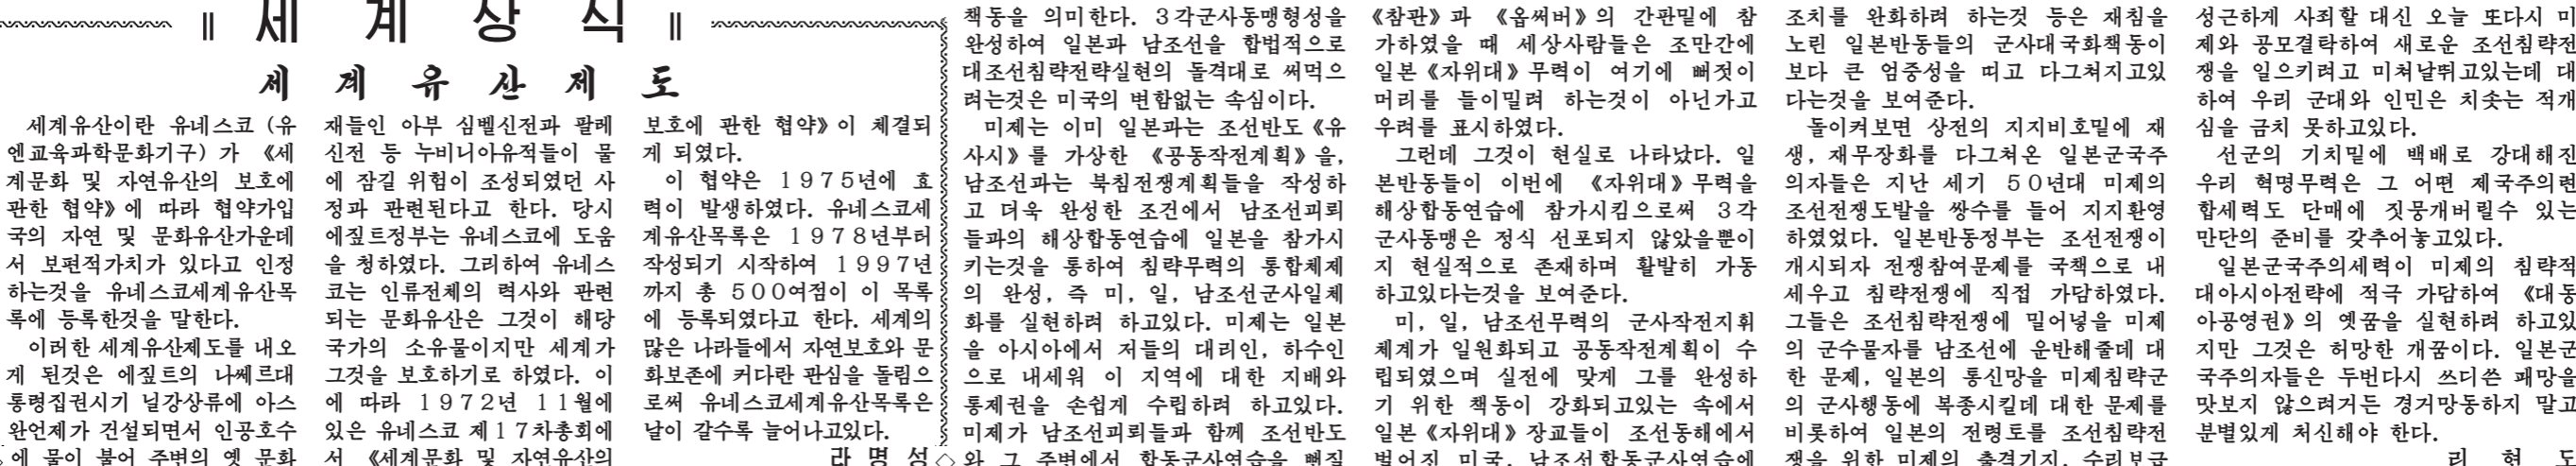 ‖ 세 계 상 식 ‖
세 계 유 산 제 도
세계유산이란 유네스코 (유
엔교육과학문화기구) 가 《세
계문화 및 자연유산의 보호에
관한 협약》에 따라 협약가입
국의 자연 및 문화유산가운데
서 보편적가치가 있다고 인정
하는것을 유네스코세계유산목
록에 등록한것을 말한다.
이러한 세계유산제도를 내오
게 된것은 에짚트의 나쎄르대
통령집권시기 닐강상류에 아스
완언제가 건설되면서 인공호수
에 물이 불어 주변의 옛 문화
재들인 아부 심벨신전과 팔레
신전 등 누비니아유적들이 물
에 잠길 위험이 조성되였던 사
정과 관련된다고 한다. 당시
에짚트정부는 유네스코에 도움
을 청하였다. 그리하여 유네스
코는 인류전체의 력사와 관련
되는 문화유산은 그것이 해당
국가의 소유물이지만 세계가
그것을 보호하기로 하였다. 이
에 따라 1972년 11월에
있은 유네스코 제17차총회에
서 《세계문화 및 자연유산의
보호에 관한 협약》이 체결되
게 되였다.
이 협약은 1975년에 효
력이 발생하였다. 유네스코세
계유산목록은 1978년부터
작성되기 시작하여 1997년
까지 총 500여점이 이 목록
에 등록되였다고 한다. 세계의
많은 나라들에서 자연보호와 문
화보존에 커다란 관심을 돌림으
로써 유네스코세계유산목록은
날이 갈수록 늘어나고있다.
라 명 성
책동을 의미한다. 3각군사동맹형성을
완성하여 일본과 남조선을 합법적으로
대조선침략전략실현의 돌격대로 써먹으
려는것은 미국의 변함없는 속심이다.
미제는 이미 일본과는 조선반도《유
사시》를 가상한 《공동작전계획》을,
남조선과는 북침전쟁계획들을 작성하
고 더욱 완성한 조건에서 남조선괴뢰
들과의 해상합동연습에 일본을 참가시
키는것을 통하여 침략무력의 통합체제
의 완성, 즉 미, 일, 남조선군사일체
화를 실현하려 하고있다. 미제는 일본
을 아시아에서 저들의 대리인, 하수인
으로 내세워 이 지역에 대한 지배와
통제권을 손쉽게 수립하려 하고있다.
미제가 남조선괴뢰들과 함께 조선반도
와 그 주변에서 합동군사연습을 뻔질
《참판》과 《옵써버》의 간판밑에 참
가하였을 때 세상사람들은 조만간에
일본《자위대》무력이 여기에 뻐젓이
머리를 들이밀려 하는것이 아닌가고
우려를 표시하였다.
그런데 그것이 현실로 나타났다. 일
본반동들이 이번에 《자위대》무력을
해상합동연습에 참가시킴으로써 3각
군사동맹은 정식 선포되지 않았을뿐이
지 현실적으로 존재하며 활발히 가동
하고있다는것을 보여준다.
미, 일, 남조선무력의 군사작전지휘
체계가 일원화되고 공동작전계획이 수
립되였으며 실전에 맞게 그를 완성하
기 위한 책동이 강화되고있는 속에서
일본《자위대》장교들이 조선동해에서
벌어진 미국, 남조선합동군사연습에
조치를 완화하려 하는것 등은 재침을
노린 일본반동들의 군사대국화책동이
보다 큰 엄중성을 띠고 다그쳐지고있
다는것을 보여준다.
돌이켜보면 상전의 지지비호밑에 재
생, 재무장화를 다그쳐온 일본군국주
의자들은 지난 세기 50년대 미제의
조선전쟁도발을 쌍수를 들어 지지환영
하였었다. 일본반동정부는 조선전쟁이
개시되자 전쟁참여문제를 국책으로 내
세우고 침략전쟁에 직접 가담하였다.
그들은 조선침략전쟁에 밀어넣을 미제
의 군수물자를 남조선에 운반해줄데 대
한 문제, 일본의 통신망을 미제침략군
의 군사행동에 복종시킬데 대한 문제를
비롯하여 일본의 전령토를 조선침략전
쟁을 위한 미제의 출격기지, 수리보급
성근하게 사죄할 대신 오늘 또다시 미
제와 공모결탁하여 새로운 조선침략전
쟁을 일으키려고 미쳐날뛰고있는데 대
하여 우리 군대와 인민은 치솟는 적개
심을 금치 못하고있다.
선군의 기치밑에 백배로 강대해진
우리 혁명무력은 그 어떤 제국주의련
합세력도 단매에 짓뭉개버릴수 있는
만단의 준비를 갖추어놓고있다.
일본군국주의세력이 미제의 침략적
대아시아전략에 적극 가담하여 《대동
아공영권》의 옛꿈을 실현하려 하고있
지만 그것은 허망한 개꿈이다. 일본군
국주의자들은 두번다시 쓰디쓴 패망을
맛보지 않으려거든 경거망동하지 말고
분별있게 처신해야 한다.
리 현 도